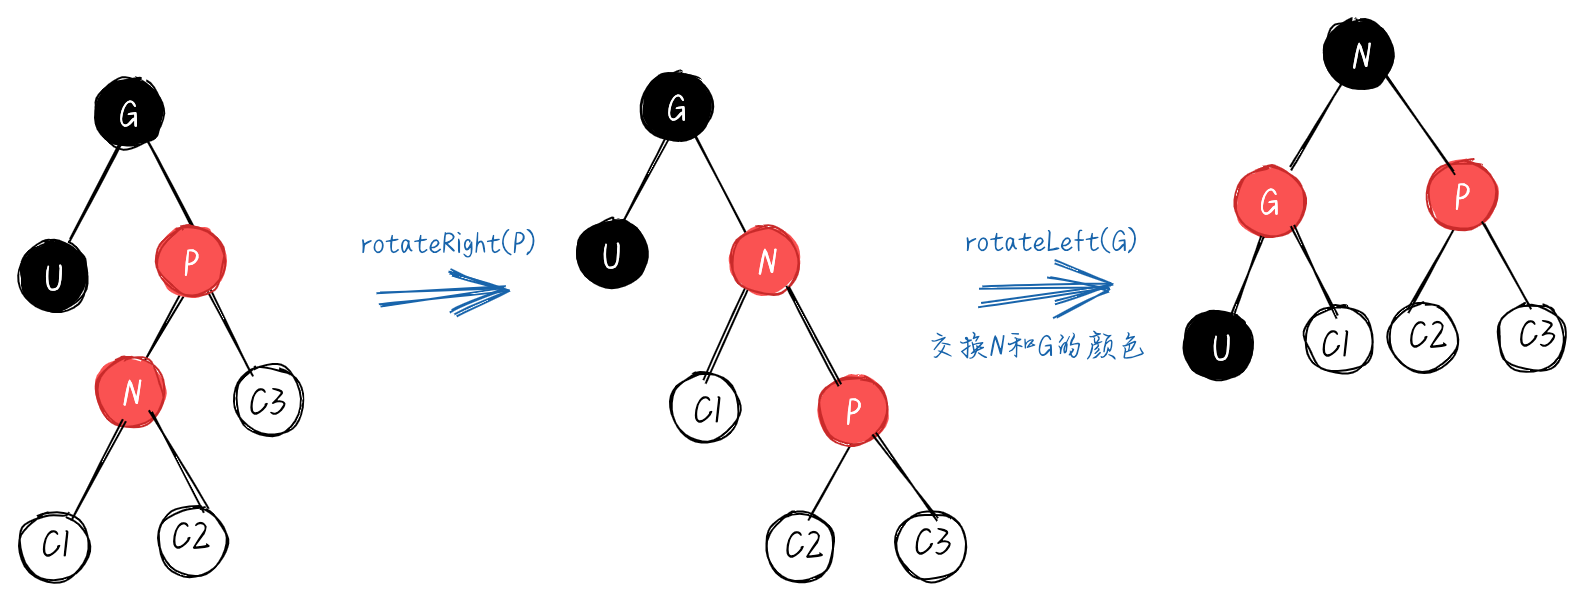 G
U
P
N
C3
C1
C2
rotateRight(P)
G
U
N
C1
P
C2
C3
rotateLeft(G)
交换N和G的颜色
N
G
P
U
C1
C2
C3